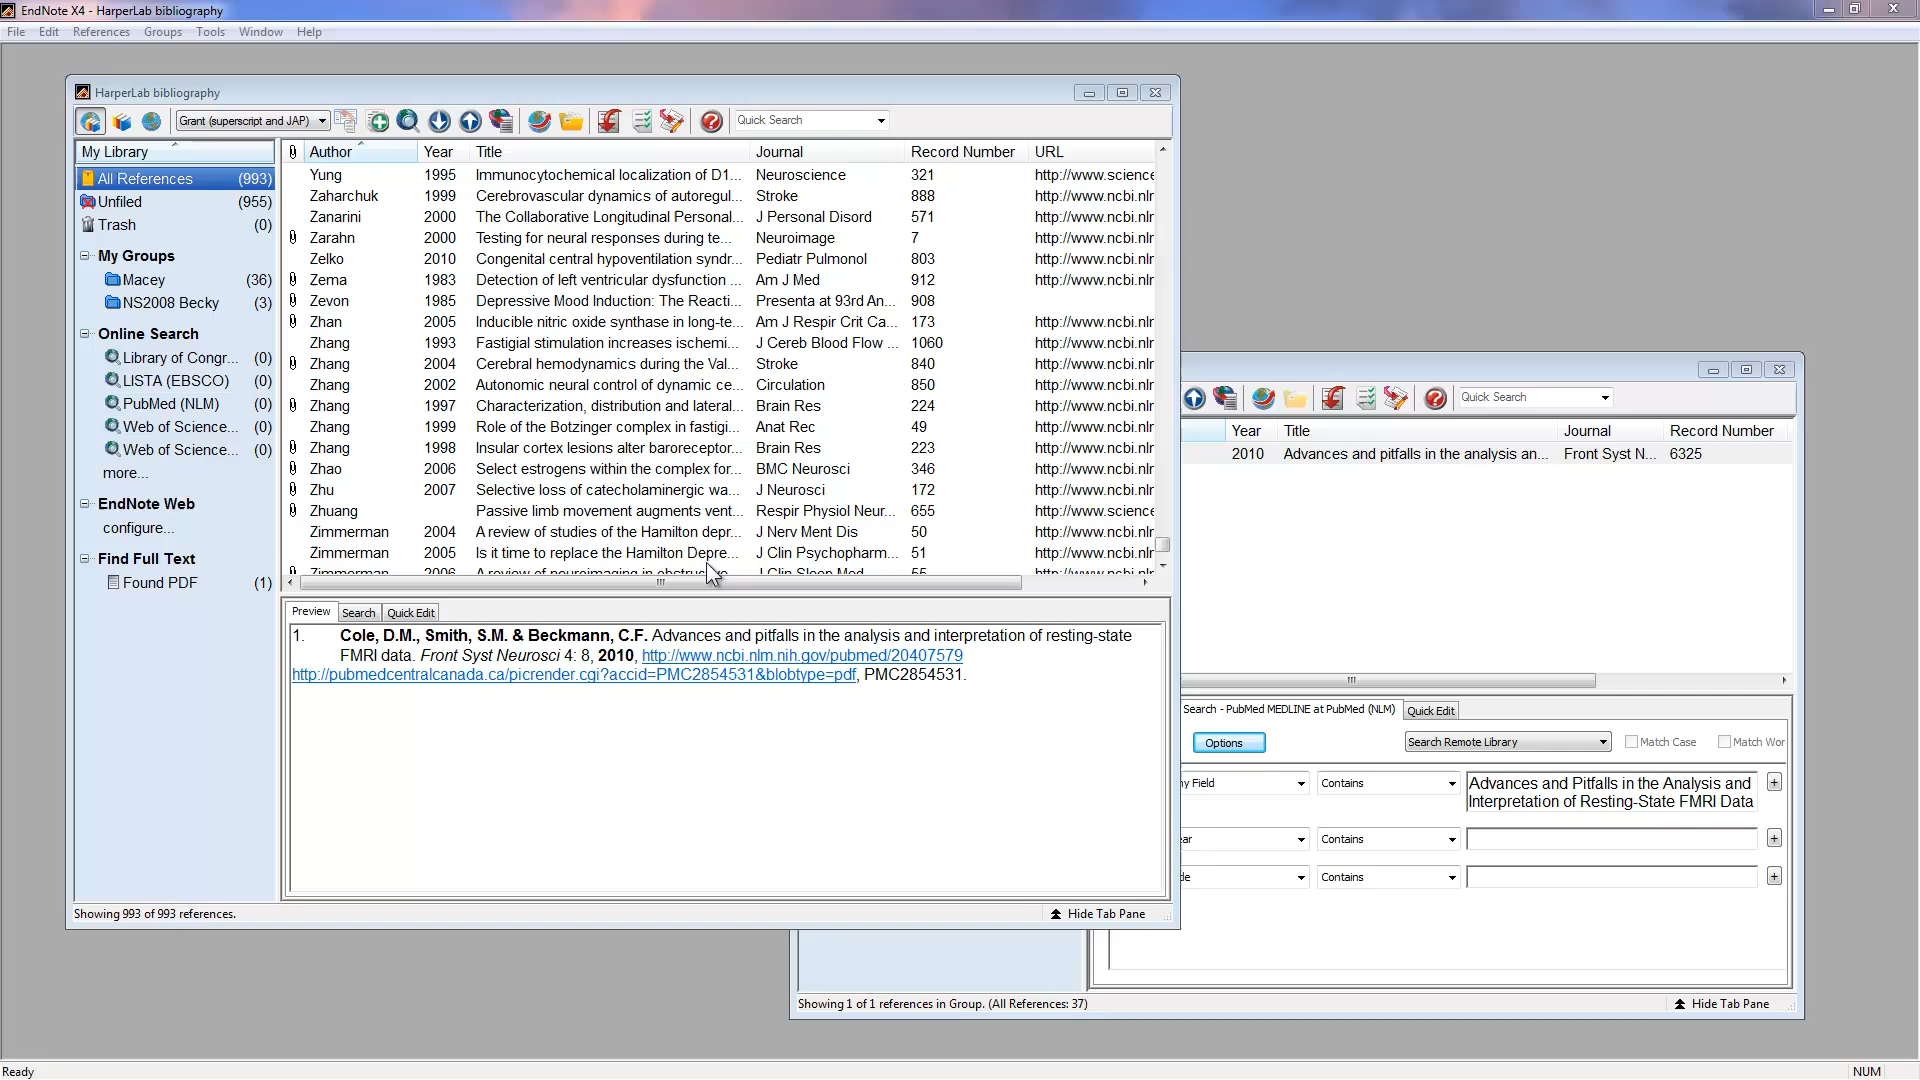 EndNote X4 - HarperLab bibliography
File Edit References Groups Tools Window Help
HarperLab bibliography
Grant (superscript and JAP) Quick Search
My Library
All References (993)
Unfiled (955)
Trash (0)
My Groups
Macey (36)
NS2008 Becky (3)
Online Search
Library of Congr... (0)
LISTA (EBSCO) (0)
PubMed (NLM) (0)
Web of Science... (0)
Web of Science... (0)
more...
EndNote Web
configure...
Find Full Text
Found PDF (1)
Author Year Title Journal Record Number URL
Yung 1995 Immunocytochemical localization of D1... Neuroscience 321 http://www.science
Zaharchuk 1999 Cerebrovascular dynamics of autoregul... Stroke 888 http://www.ncbi.nlr
Zanarini 2000 The Collaborative Longitudinal Personal... J Personal Disord 571 http://www.ncbi.nlr
Zarahn 2000 Testing for neural responses during te... Neuroimage 7 http://www.ncbi.nlr
Zelko 2010 Congenital central hypoventilation syndr... Pediatr Pulmonol 803 http://www.ncbi.nlr
Zema 1983 Detection of left ventricular dysfunction ... Am J Med 912 http://www.ncbi.nlr
Zevon 1985 Depressive Mood Induction: The Reacti... Presenta at 93rd An... 908
Zhan 2005 Inducible nitric oxide synthase in long-te... Am J Respir Crit Ca... 173 http://www.ncbi.nlr
Zhang 1993 Fastigial stimulation increases ischemi... J Cereb Blood Flow ... 1060 http://www.ncbi.nlr
Zhang 2004 Cerebral hemodynamics during the Val... Stroke 840 http://www.ncbi.nlr
Zhang 2002 Autonomic neural control of dynamic ce... Circulation 850 http://www.ncbi.nlr
Zhang 1997 Characterization, distribution and lateral... Brain Res 224 http://www.ncbi.nlr
Zhang 1999 Role of the Botzinger complex in fastigi... Anat Rec 49 http://www.ncbi.nlr
Zhang 1998 Insular cortex lesions alter baroreceptor... Brain Res 223 http://www.ncbi.nlr
Zhao 2006 Select estrogens within the complex for... BMC Neurosci 346 http://www.ncbi.nlr
Zhu 2007 Selective loss of catecholaminergic wa... J Neurosci 172 http://www.ncbi.nlr
Zhuang Passive limb movement augments vent... Respir Physiol Neur... 655 http://www.science
Zimmerman 2004 A review of studies of the Hamilton depr... J Nerv Ment Dis 50 http://www.ncbi.nlr
Zimmerman 2005 Is it time to replace the Hamilton Depre... J Clin Psychopharm... 51 http://www.ncbi.nlr
Zimmerman 2006 A review of neuroimaging in obstructive J Clin Sleep Med 55 http://www.ncbi.nlr
Preview Search Quick Edit
1. Cole, D.M., Smith, S.M. & Beckmann, C.F. Advances and pitfalls in the analysis and interpretation of resting-state
FMRI data. Front Syst Neurosci 4: 8, 2010, http://www.ncbi.nlm.nih.gov/pubmed/20407579
http://pubmedcentralcanada.ca/picrender.cgi?accid=PMC2854531&blobtype=pdf, PMC2854531.
Showing 993 of 993 references. Hide Tab Pane
Quick Search
Year Title Journal Record Number
2010 Advances and pitfalls in the analysis an... Front Syst N... 6325
Search - PubMed MEDLINE at PubMed (NLM) Quick Edit
Options Search Remote Library Match Case Match Wor
ny Field Contains Advances and Pitfalls in the Analysis and
Interpretation of Resting-State FMRI Data
ear Contains
de Contains
Showing 1 of 1 references in Group. (All References: 37) Hide Tab Pane
Ready NUM